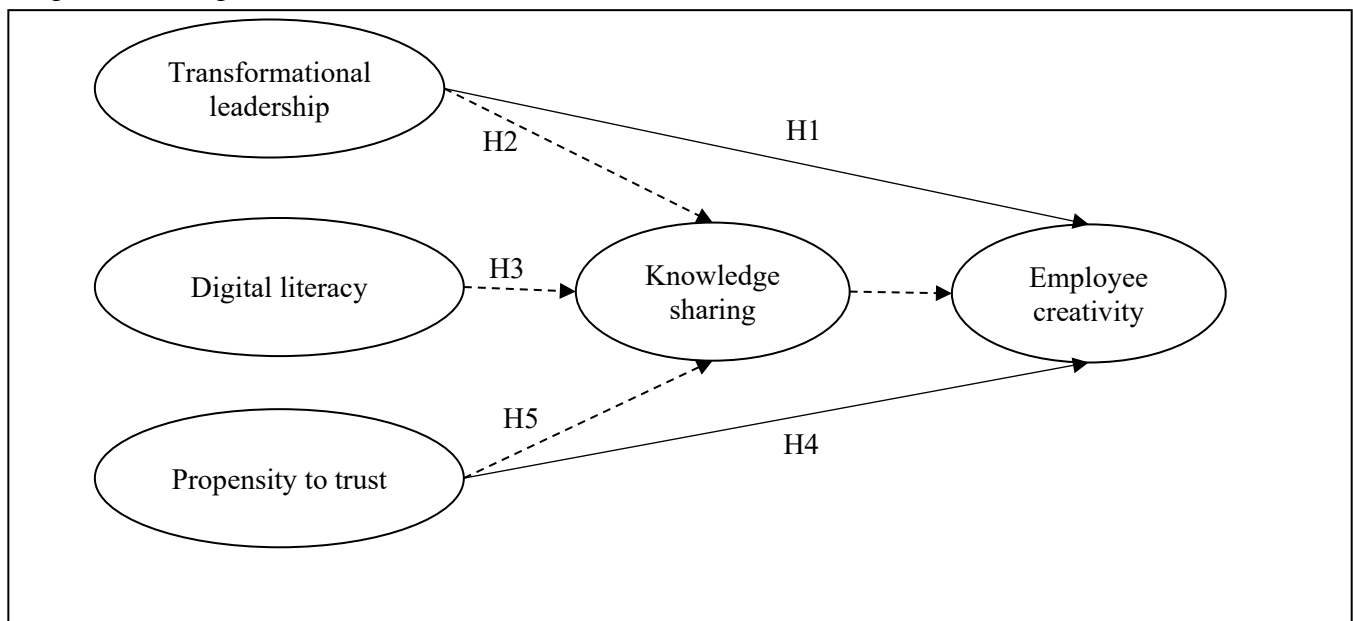 Transformational
leadership
H1
H2
Digital literacy
H3
Knowledge
sharing
Employee
creativity
H5
H4
Propensity to trust